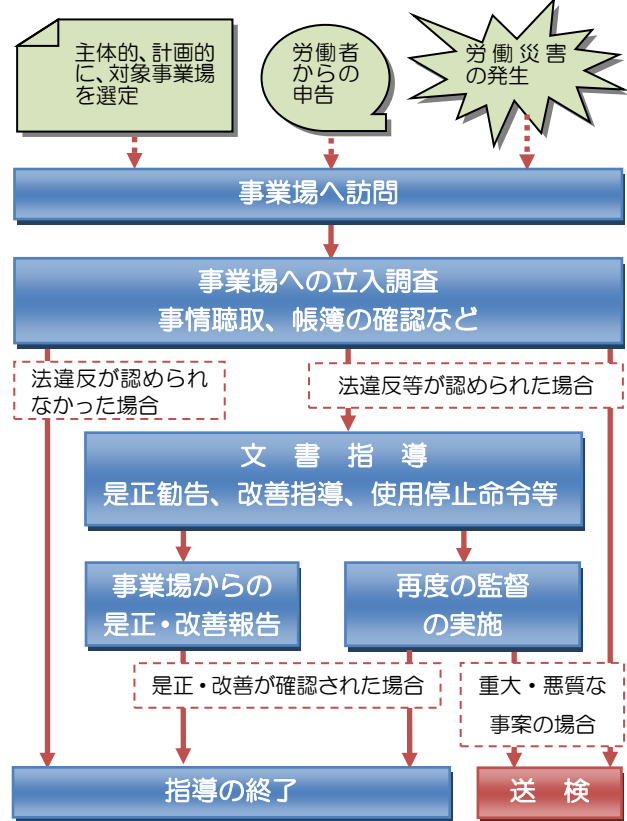 主体的、計画的
に、対象事業場
を選定
労働者
からの
申告
労働災害
の発生
事業場へ訪問
事業場への立入調査
事情聴取、帳簿の確認など
法違反が認められ
なかった場合
法違反等が認められた場合
文書指導
是正勧告、改善指導、使用停止命令等
事業場からの
是正・改善報告
再度の監督
の実施
是正・改善が確認された場合
重大・悪質な
事案の場合
指導の終了
送検